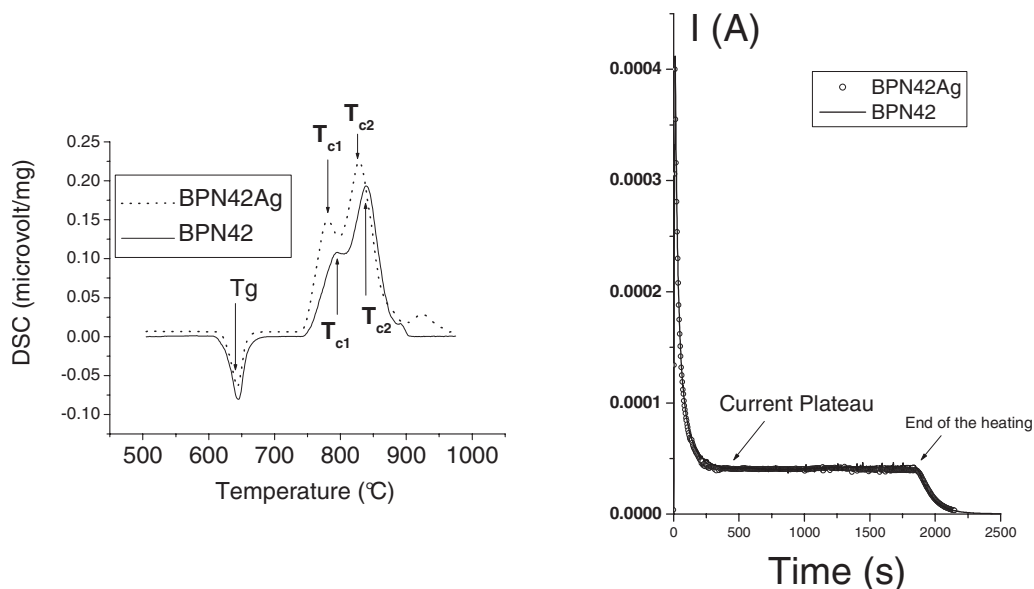 T c2
T c1
0.25
0.20
0.15
0.10
0.05
0.00
-0.05
-0.10
DSC (microvolt/mg)
BPN42Ag
BPN42
Tg
T c1
T c2
500 600 700 800 900 1000
Temperature (°C)
I (A)
0.0004
0.0003
0.0002
0.0001
0.0000
BPN42Ag
BPN42
Current Plateau
End of the heating
0 500 1000 1500 2000 2500
Time (s)